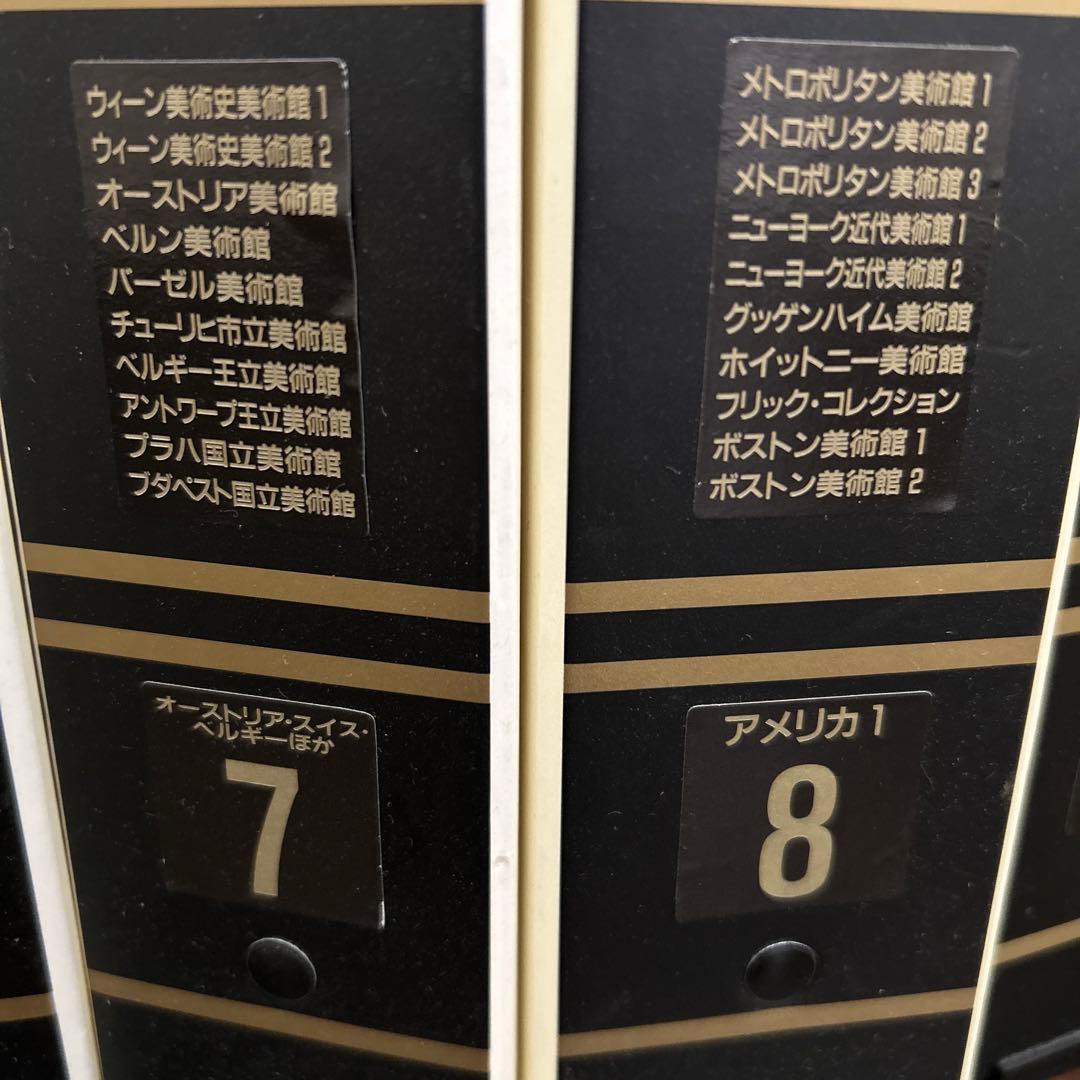 ウィーン美術史美術館1
ウィーン美術史美術館2
オーストリア美術館
ベルン美術館
バーゼル美術館
チューリヒ市立美術館
ベルギー王立美術館
アントワープ王立美術館
プラハ国立美術館
ブダペスト国立美術館
オーストリア・スイス・
ベルギーほか
7
メトロポリタン美術館1
メトロポリタン美術館2
メトロポリタン美術館3
ニューヨーク近代美術館1
ニューヨーク近代美術館2
グッゲンハイム美術館
ホイットニー美術館
フリック・コレクション
ボストン美術館1
ボストン美術館2
アメリカ1
8